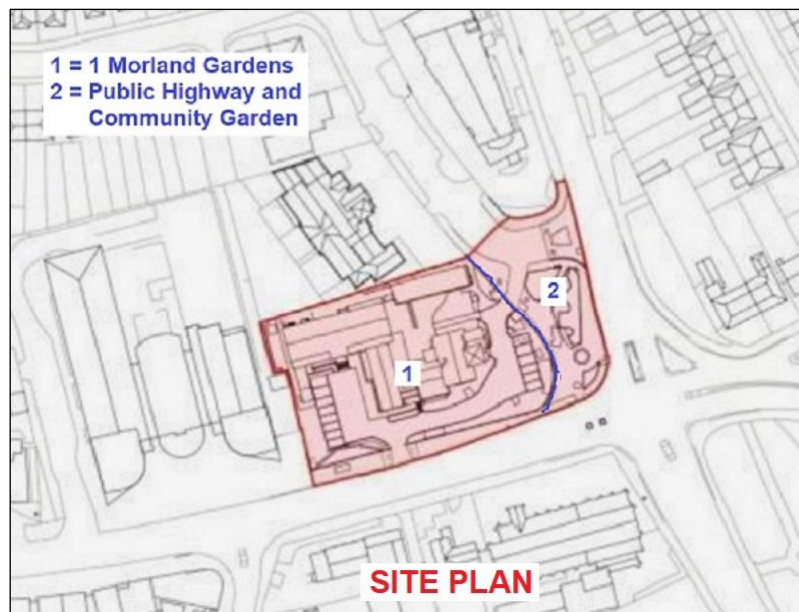 1 = 1 Morland Gardens
2 = Public Highway and
Community Garden
2
1
SITE PLAN